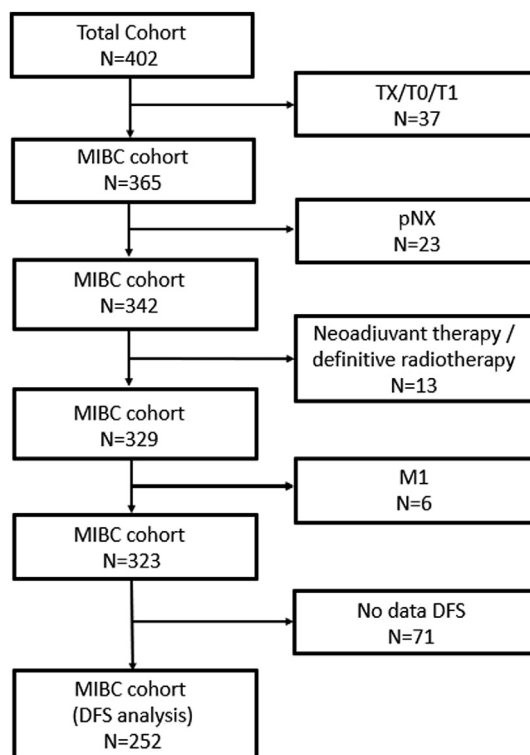 Total Cohort
N=402
TX/T0/T1
N=37
MIBC cohort
N=365
pNX
N=23
MIBC cohort
N=342
Neoadjuvant therapy /
definitive radiotherapy
N=13
MIBC cohort
N=329
M1
N=6
MIBC cohort
N=323
No data DFS
N=71
MIBC cohort
(DFS analysis)
N=252